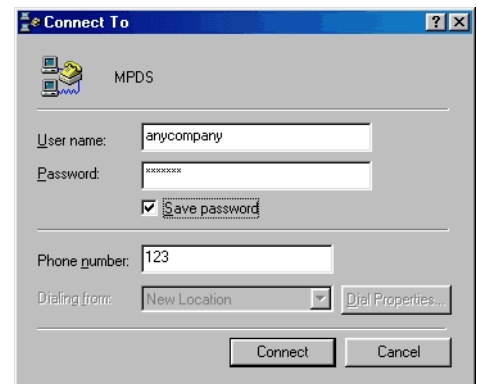 Connect To
MPDS
User name: anycompany
Password: xxxxxxx
Save password
Phone number: 123
Dialing from: New Location Dial Properties...
Connect Cancel